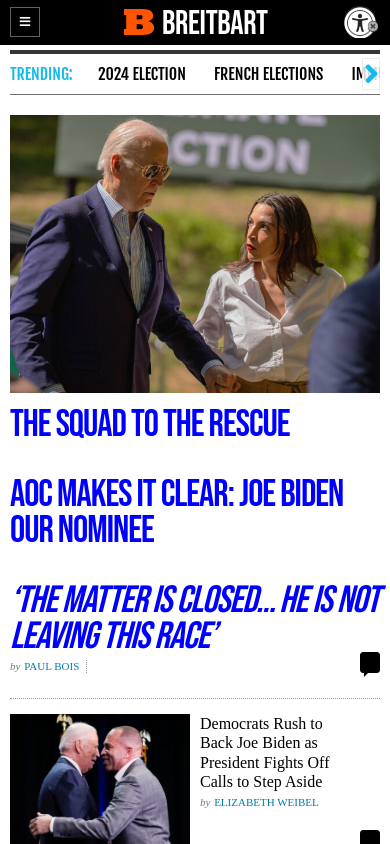 BREITBART
TRENDING: 2024 ELECTION FRENCH ELECTIONS
CTION
THE SQUAD TO THE RESCUE
AOC MAKES IT CLEAR: JOE BIDEN
OUR NOMINEE
‘THE MATTER IS CLOSED... HE IS NOT
LEAVING THIS RACE’
by PAUL BOIS
Democrats Rush to
Back Joe Biden as
President Fights Off
Calls to Step Aside
by ELIZABETH WEIBEL